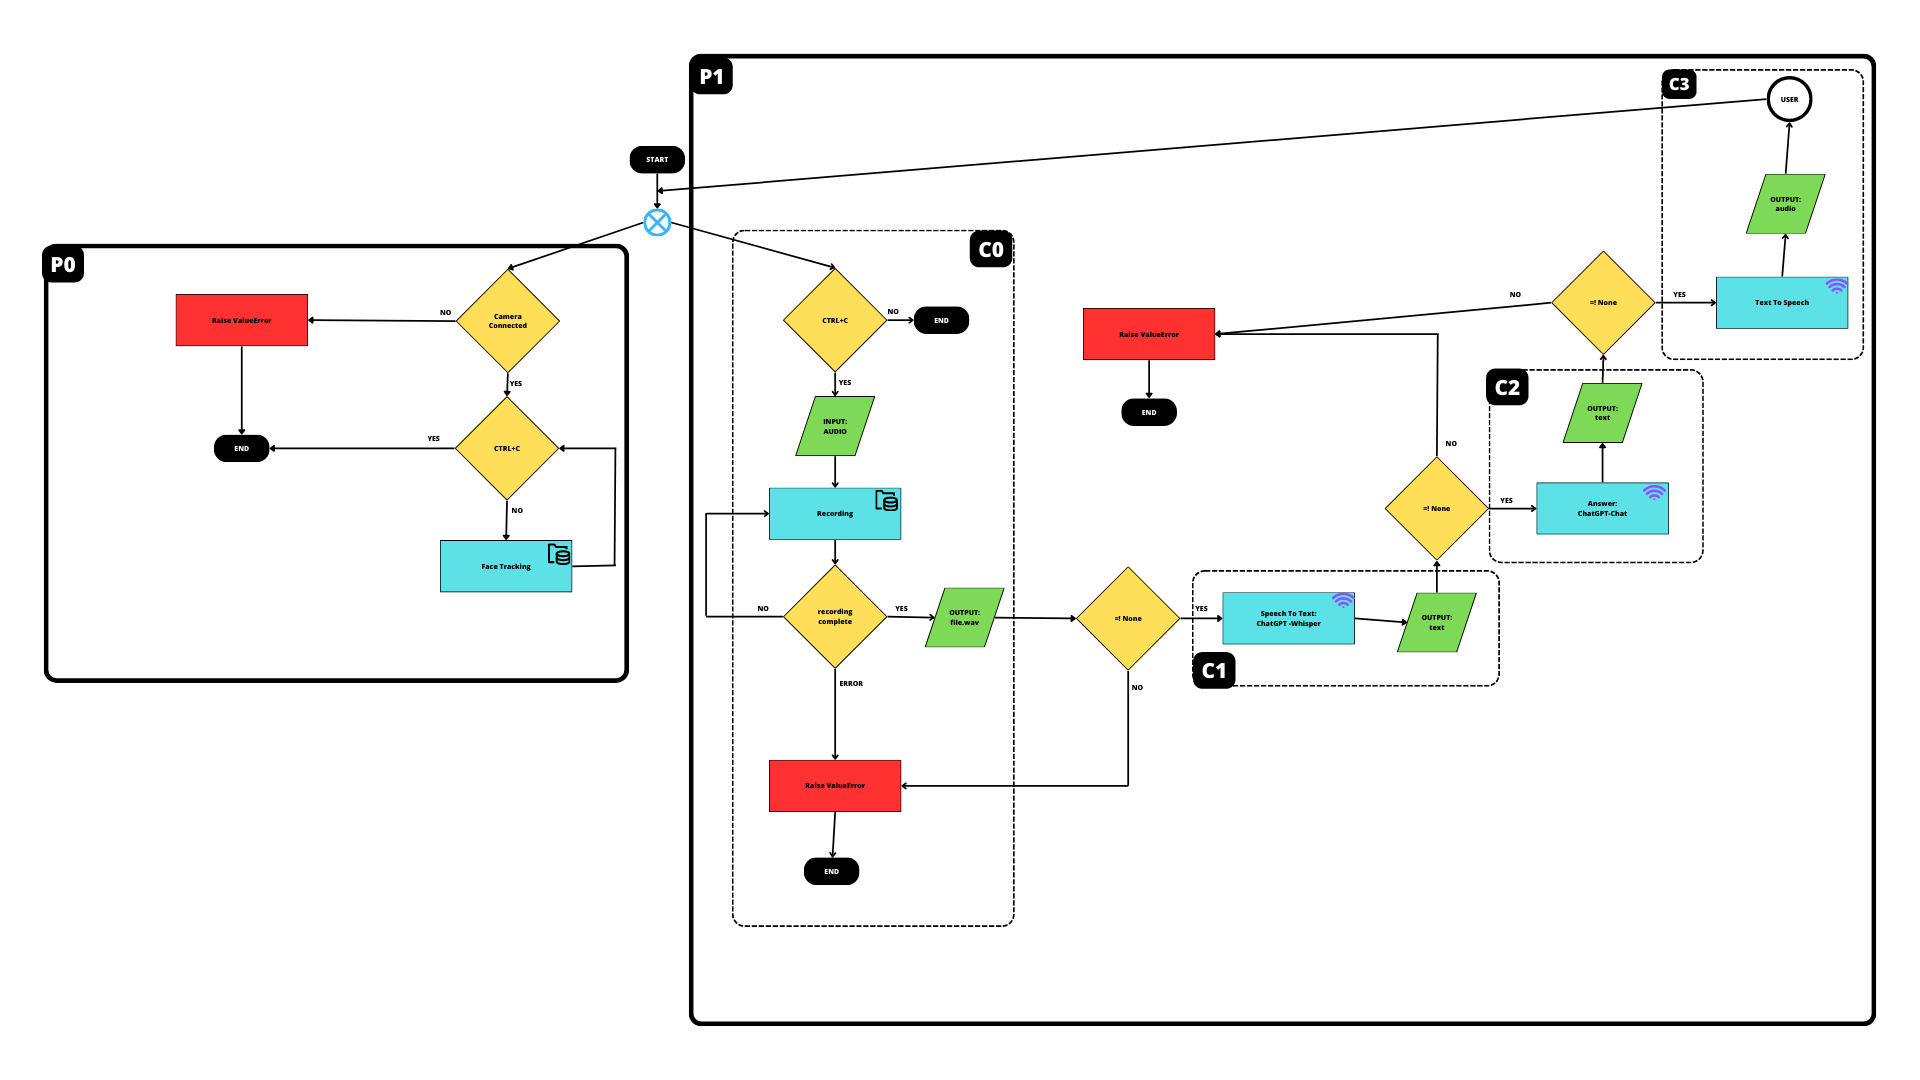 P1
C3
USER
START
OUTPUT:
audio
P0
C0
Raise ValueError
NO
Camera
Connected
YES
CTRL+C
NO
END
YES
CTRL+C
YES
END
NO
Face Tracking
YES
INPUT:
AUDIO
Recording
recording
complete
NO
YES
OUTPUT:
file.wav
ERROR
Raise ValueError
END
=! None
YES
NO
Speech To Text:
ChatGPT -Whisper
OUTPUT:
text
C1
Raise ValueError
END
NO
=! None
YES
C2
OUTPUT:
text
Answer:
ChatGPT-Chat
NO
=! None
YES
Text To Speech